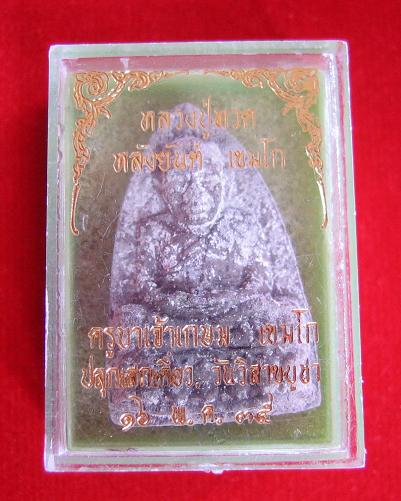 หลวงปู่ทวด
หลังยันต์ เขมโก
ครูบาเจ้าเกษม เขมโก
ปลุกเสกเดี่ยว วันวิสาขบูชา
๑๖ พ.ค. ๓๕